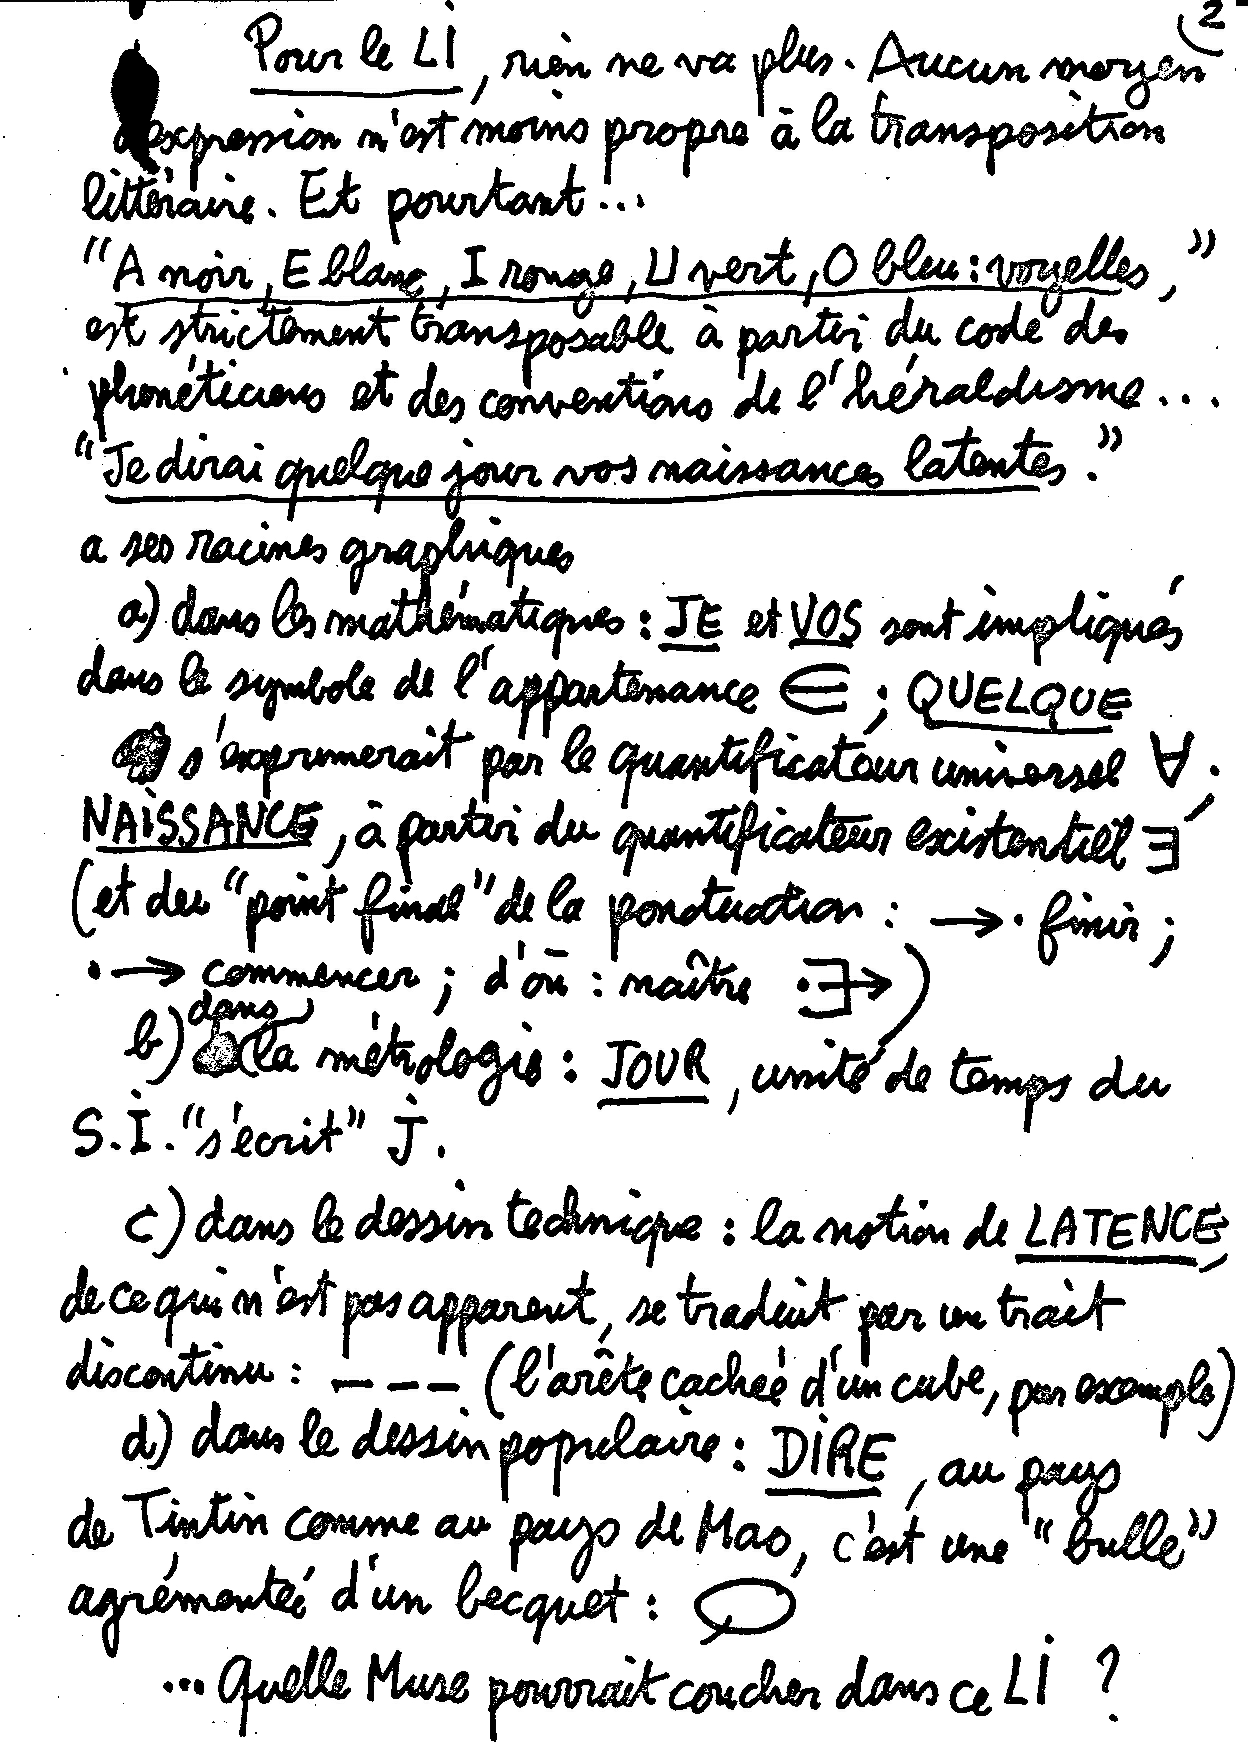 2
Pour le LI, rien ne va plus. Aucun moyen
d'expression n'est moins propre à la transposition
littéraire. Et pourtant...
"A noir, E blanc, I rouge, U vert, O bleu : voyelles,"
est strictement transposable à partir du code des
phonéticiens et des conventions de l'héraldisme...
"Je dirai quelque jour vos naissances latentes."
a ses racines graphiques
a) dans les mathématiques : JE et VOS sont impliqués
dans le symbole de l'appartenance ∈ ; QUELQUE
s'exprimerait par le quantificateur universel ∀ ;
NAISSANCE, à partir du quantificateur existentiel ∃
(et du "point final" de la ponctuation : → · finir ;
· → commencer ; d'où : naître ·∃→)
b) dans la métrologie : JOUR, unité de temps du
S.I. "s'écrit" j.
c) dans le dessin technique : la notion de LATENCE,
de ce qui n'est pas apparent, se traduit par un trait
discontinu : --- (l'arête cachée d'un cube, par exemple)
d) dans le dessin populaire : DIRE, au pays
de Tintin comme au pays de Mao, c'est une "bulle"
agrémentée d'un becquet :
... Quelle Muse pourrait coucher dans ce LI ?